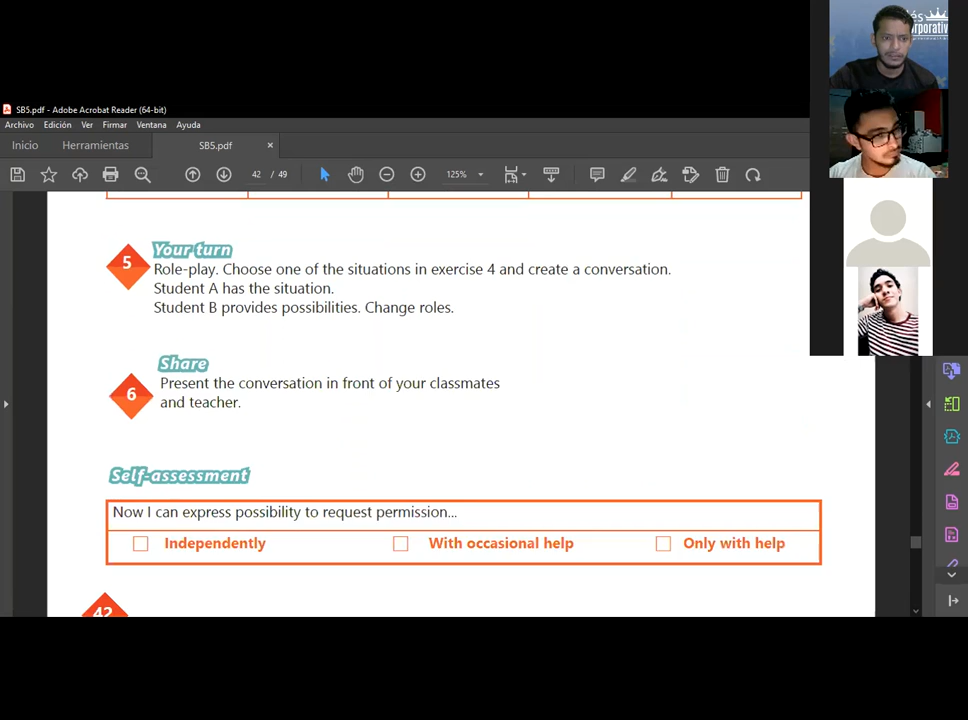 SB5.pdf - Adobe Acrobat Reader (64-bit)
Archivo Edición Ver Firmar Ventana Ayuda
Inicio Herramientas SB5.pdf ×
42 / 49 125%
5
Your turn
Role-play. Choose one of the situations in exercise 4 and create a conversation.
Student A has the situation.
Student B provides possibilities. Change roles.
6
Share
Present the conversation in front of your classmates
and teacher.
Self-assessment
Now I can express possibility to request permission...
Independently With occasional help Only with help
42